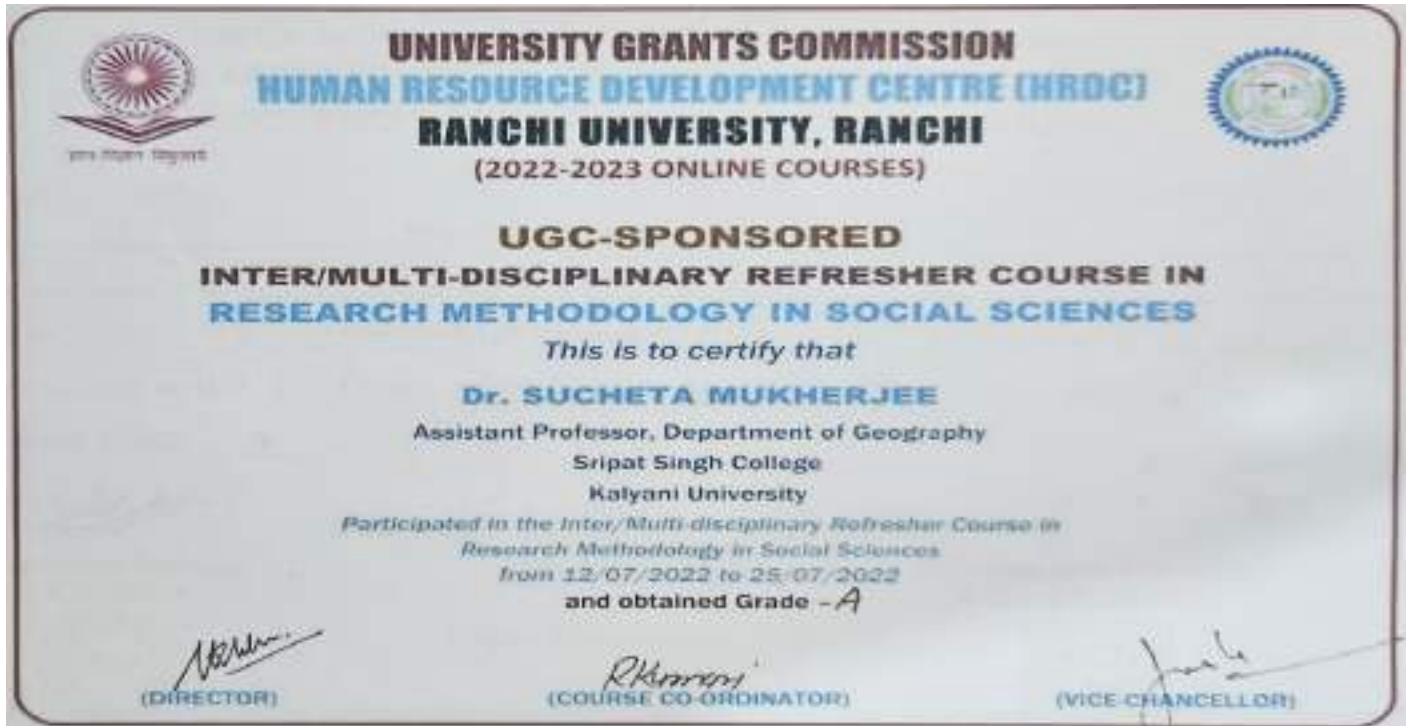 UNIVERSITY GRANTS COMMISSION
HUMAN RESOURCE DEVELOPMENT CENTRE (HRDC)
RANCHI UNIVERSITY, RANCHI
(2022-2023 ONLINE COURSES)
UGC-SPONSORED
INTER/MULTI-DISCIPLINARY REFRESHER COURSE IN
RESEARCH METHODOLOGY IN SOCIAL SCIENCES
This is to certify that
Dr. SUCHETA MUKHERJEE
Assistant Professor, Department of Geography
Sripat Singh College
Kalyani University
Participated in the Inter/Multi-disciplinary Refresher Course in
Research Methodology in Social Sciences
from 12/07/2022 to 25/07/2022
and obtained Grade - A
RKumari
(DIRECTOR) (COURSE CO-ORDINATOR) (VICE-CHANCELLOR)